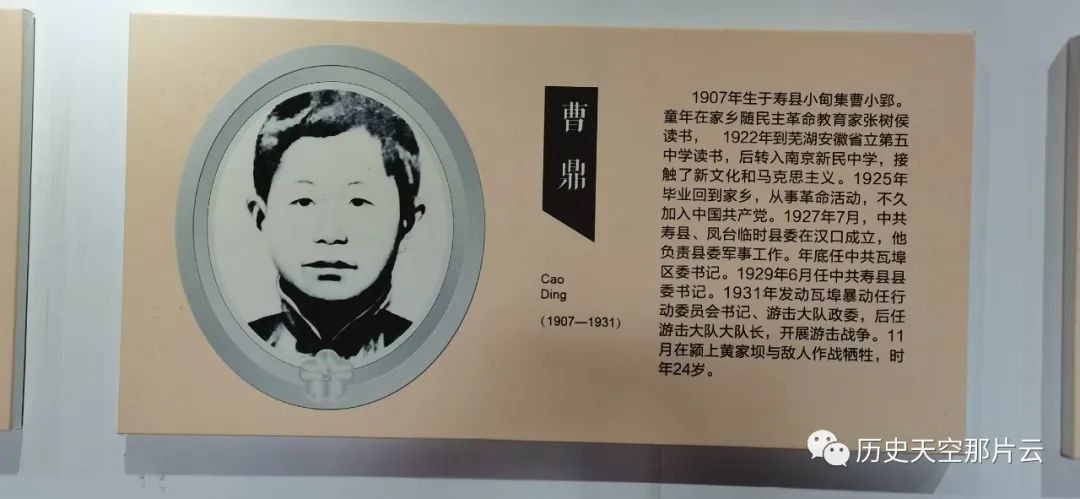 曹鼎
Cao
Ding
(1907—1931)
1907年生于寿县小甸集曹小郢。
童年在家乡随民主革命教育家张树侯
读书， 1922年到芜湖安徽省立第五
中学读书，后转入南京新民中学，接
触了新文化和马克思主义。1925年
毕业回到家乡，从事革命活动，不久
加入中国共产党。1927年7月，中共
寿县、凤台临时县委在汉口成立，他
负责县委军事工作。年底任中共瓦埠
区委书记。1929年6月任中共寿县县
委书记。1931年发动瓦埠暴动任行
动委员会书记、游击大队政委，后任
游击大队大队长，开展游击战争。11
月在颍上黄家坝与敌人作战牺牲，时
年24岁。
历史天空那片云